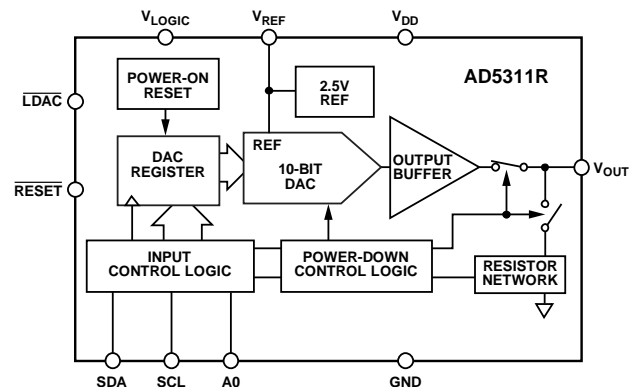 VLOGIC
VREF
VDD
AD5311R
POWER-ON
RESET
2.5V
REF
LDAC
DAC
REGISTER
REF
10-BIT
DAC
OUTPUT
BUFFER
VOUT
RESET
INPUT
CONTROL LOGIC
POWER-DOWN
CONTROL LOGIC
RESISTOR
NETWORK
SDA
SCL
A0
GND